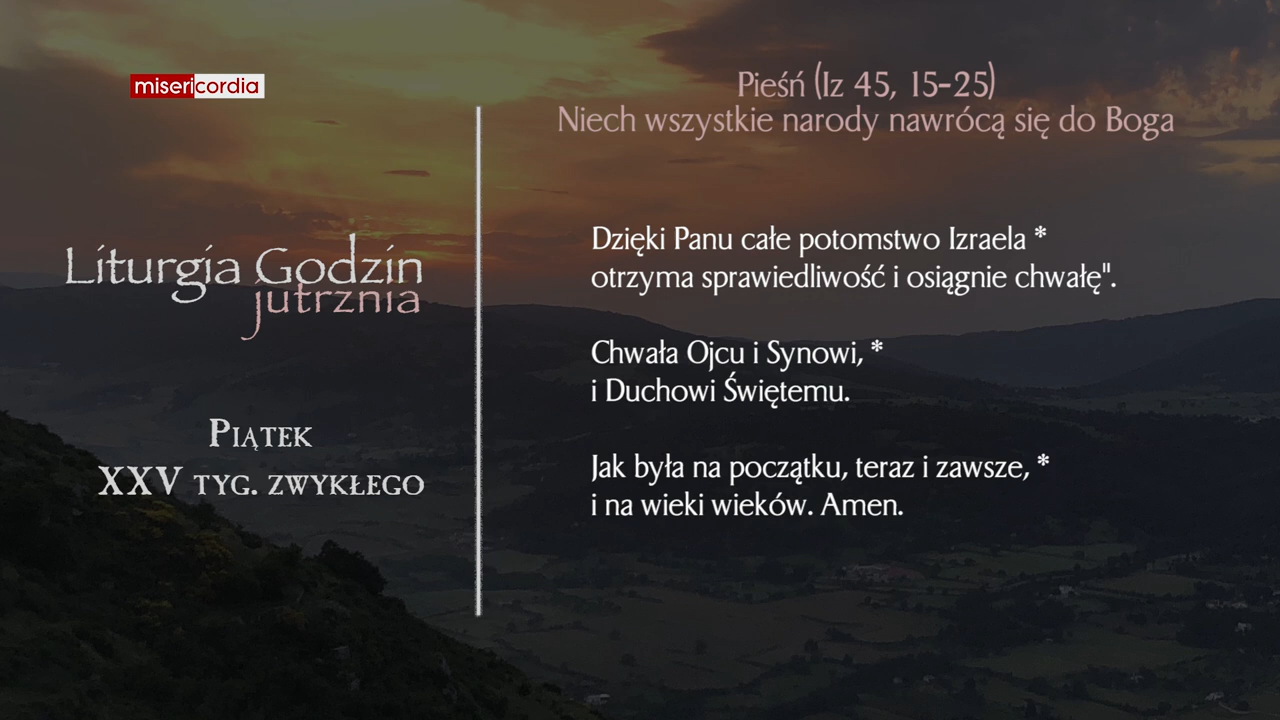 misericordia
Liturgia Godzin
jutrznia
Piątek
XXV tyg. zwykłego
Pieśń (Iz 45, 15-25)
Niech wszystkie narody nawrócą się do Boga
Dzięki Panu całe potomstwo Izraela *
otrzyma sprawiedliwość i osiągnie chwałę".
Chwała Ojcu i Synowi, *
i Duchowi Świętemu.
Jak była na początku, teraz i zawsze, *
i na wieki wieków. Amen.